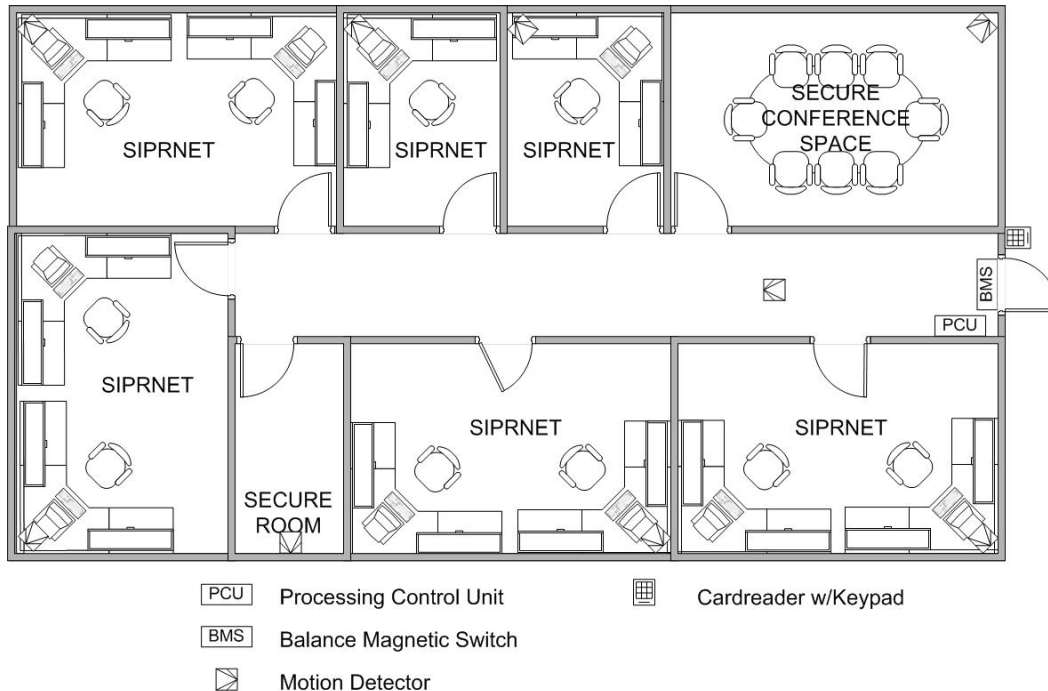 SIPRNET
SIPRNET
SIPRNET
SECURE
CONFERENCE
SPACE
BMS
PCU
SIPRNET
SIPRNET
SIPRNET
SECURE
ROOM
PCU Processing Control Unit
Cardreader w/Keypad
BMS Balance Magnetic Switch
Motion Detector